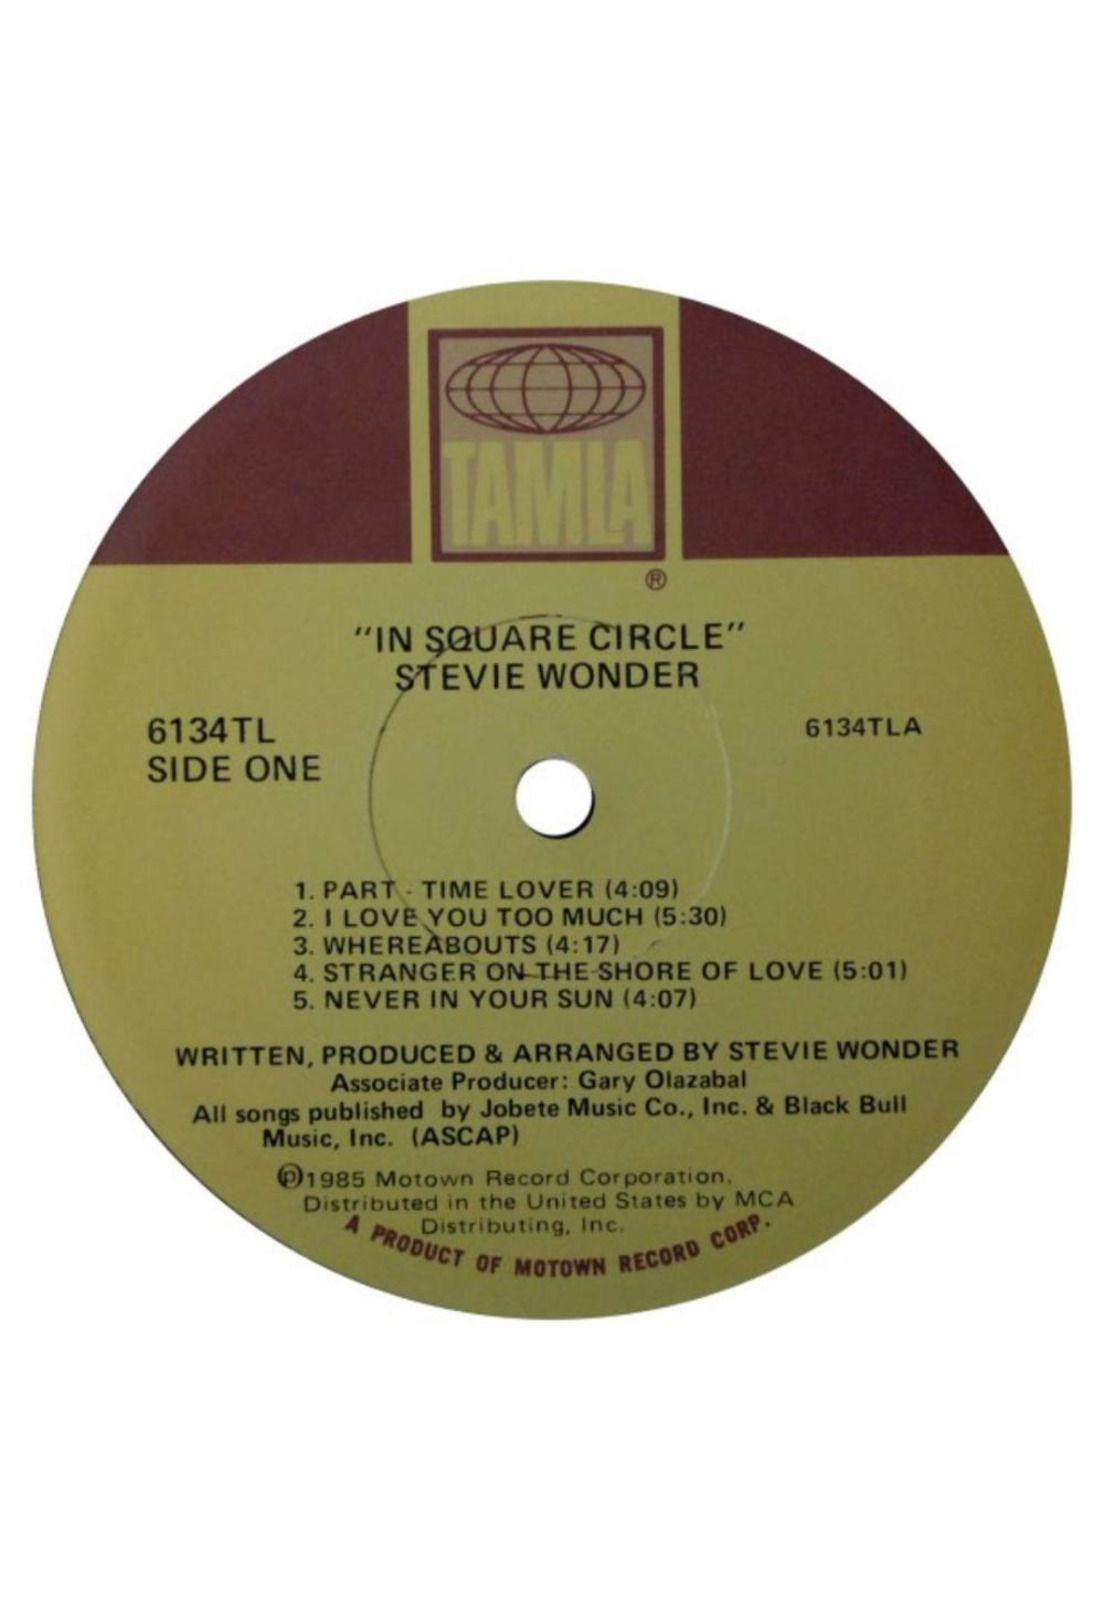 TAMLA
®
"IN SQUARE CIRCLE"
STEVIE WONDER
6134TL
SIDE ONE
6134TLA
1. PART - TIME LOVER (4:09)
2. I LOVE YOU TOO MUCH (5:30)
3. WHEREABOUTS (4:17)
4. STRANGER ON THE SHORE OF LOVE (5:01)
5. NEVER IN YOUR SUN (4:07)
WRITTEN, PRODUCED & ARRANGED BY STEVIE WONDER
Associate Producer: Gary Olazabal
All songs published by Jobete Music Co., Inc. & Black Bull
Music, Inc. (ASCAP)
℗1985 Motown Record Corporation.
Distributed in the United States by MCA
Distributing, Inc.
A PRODUCT OF MOTOWN RECORD CORP.